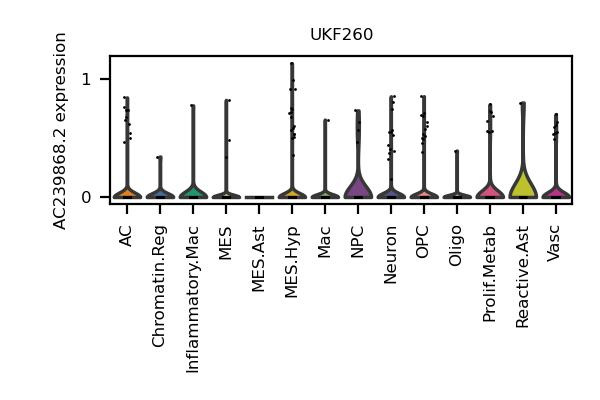 UKF260
AC239868.2 expression
1
0
AC
Chromatin.Reg
Inflammatory.Mac
MES
MES.Ast
MES.Hyp
Mac
NPC
Neuron
OPC
Oligo
Prolif.Metab
Reactive.Ast
Vasc